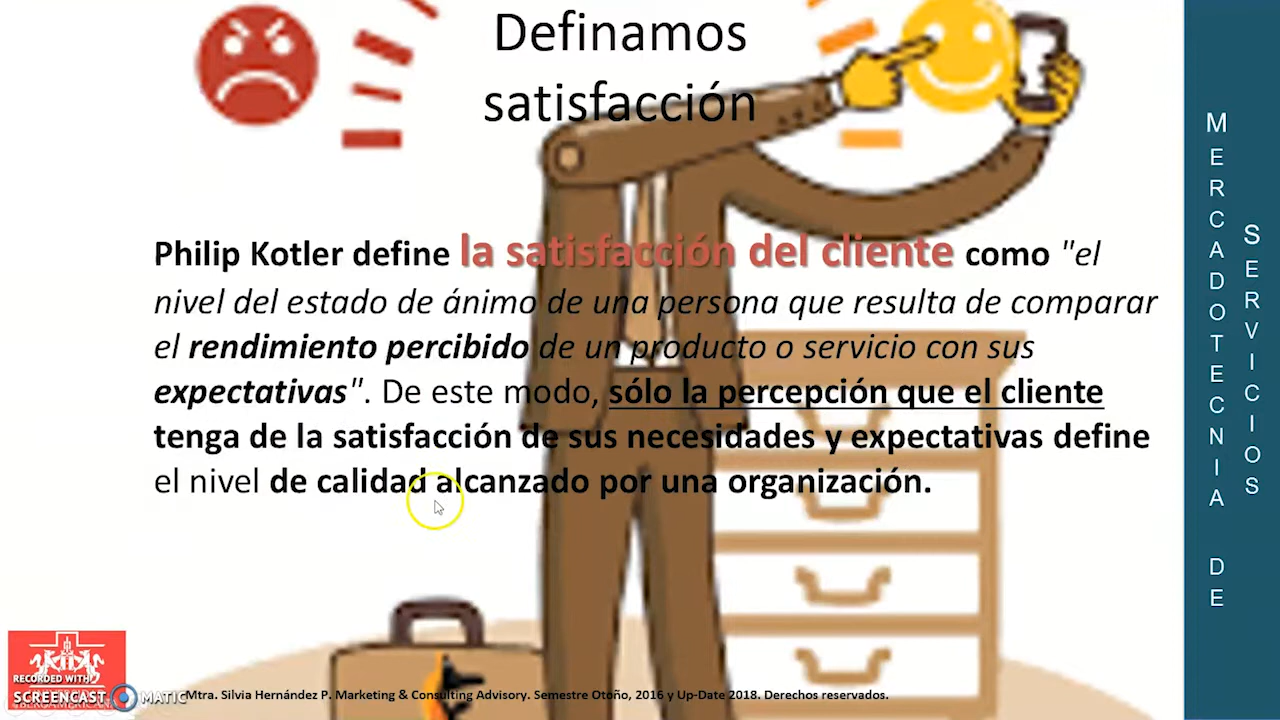 Definamos
satisfacción
Philip Kotler define la satisfacción del cliente como "el
nivel del estado de ánimo de una persona que resulta de comparar
el rendimiento percibido de un producto o servicio con sus
expectativas". De este modo, sólo la percepción que el cliente
tenga de la satisfacción de sus necesidades y expectativas define
el nivel de calidad alcanzado por una organización.
MERCADOTECNIA DE
SERVICIOS
RECORDED WITH
SCREENCAST MATIC
Mtra. Silvia Hernández P. Marketing & Consulting Advisory. Semestre Otoño, 2016 y Up-Date 2018. Derechos reservados.